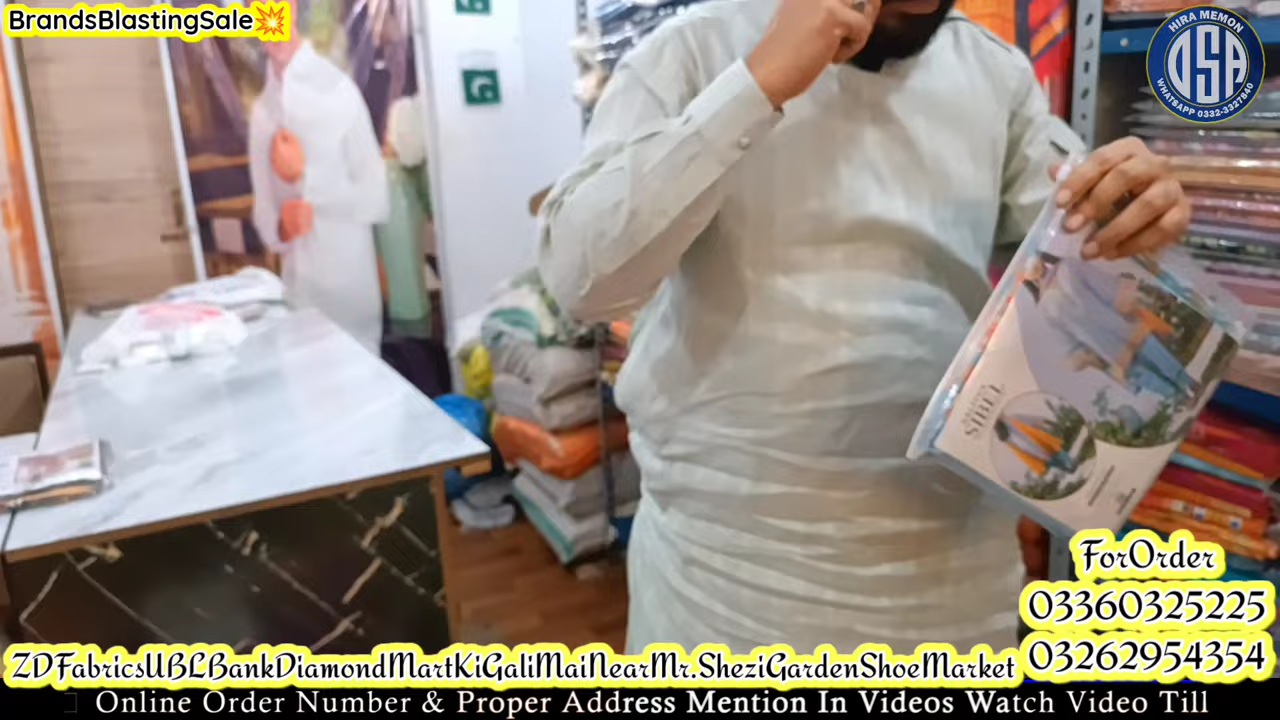 BrandsBlastingSale💥
HIRA MEMON
DSA
WHATSAPP 0332-3327840
SIBEL
ForOrder
03360325225
03262954354
ZDFabricsUBLBankDiamondMartKiGaliMaiNearMr.SheziGardenShoeMarket
Online Order Number & Proper Address Mention In Videos Watch Video Till